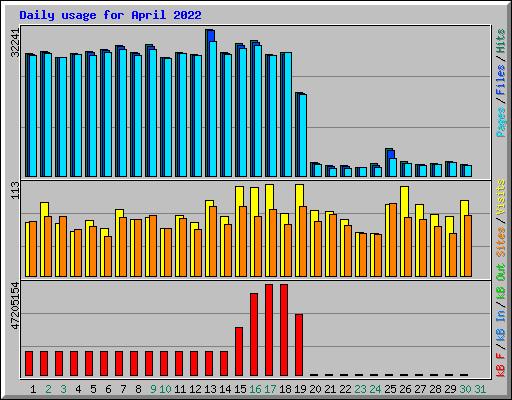 Daily usage for April 2022
32241
Pages / Files / Hits
113
Sites / Visits
47205154
kB F / kB In / kB Out
1 2 3 4 5 6 7 8 9 10 11 12 13 14 15 16 17 18 19 20 21 22 23 24 25 26 27 28 29 30 31